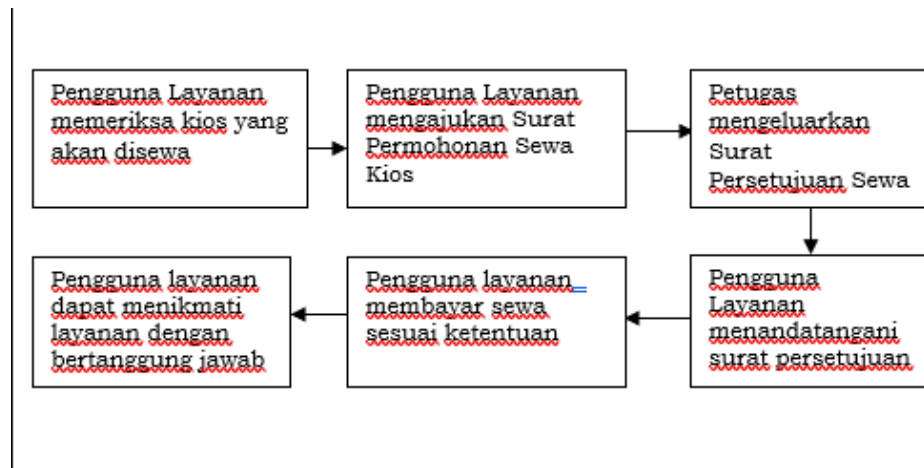 Pengguna Layanan
memeriksa kios yang
akan disewa
Pengguna Layanan
mengajukan Surat
Permohonan Sewa
Kios
Petugas
mengeluarkan
Surat
Persetujuan Sewa
Pengguna
Layanan
menandatangani
surat persetujuan
Pengguna layanan
membayar sewa
sesuai ketentuan
Pengguna layanan
dapat menikmati
layanan dengan
bertanggung jawab